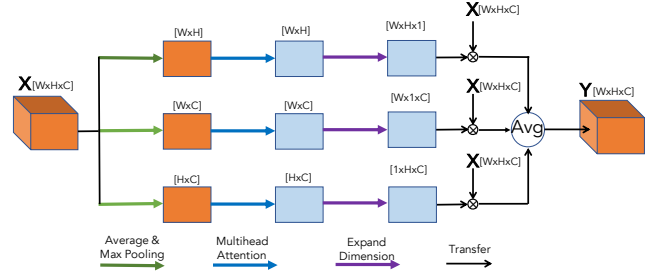 X[WxHxC]
[WxH]
[WxH]
[WxHx1]
X[WxHxC]
[WxC]
[WxC]
[Wx1xC]
X[WxHxC]
Avg
Y[WxHxC]
[HxC]
[HxC]
[1xHxC]
X[WxHxC]
Average &
Max Pooling
Multihead
Attention
Expand
Dimension
Transfer